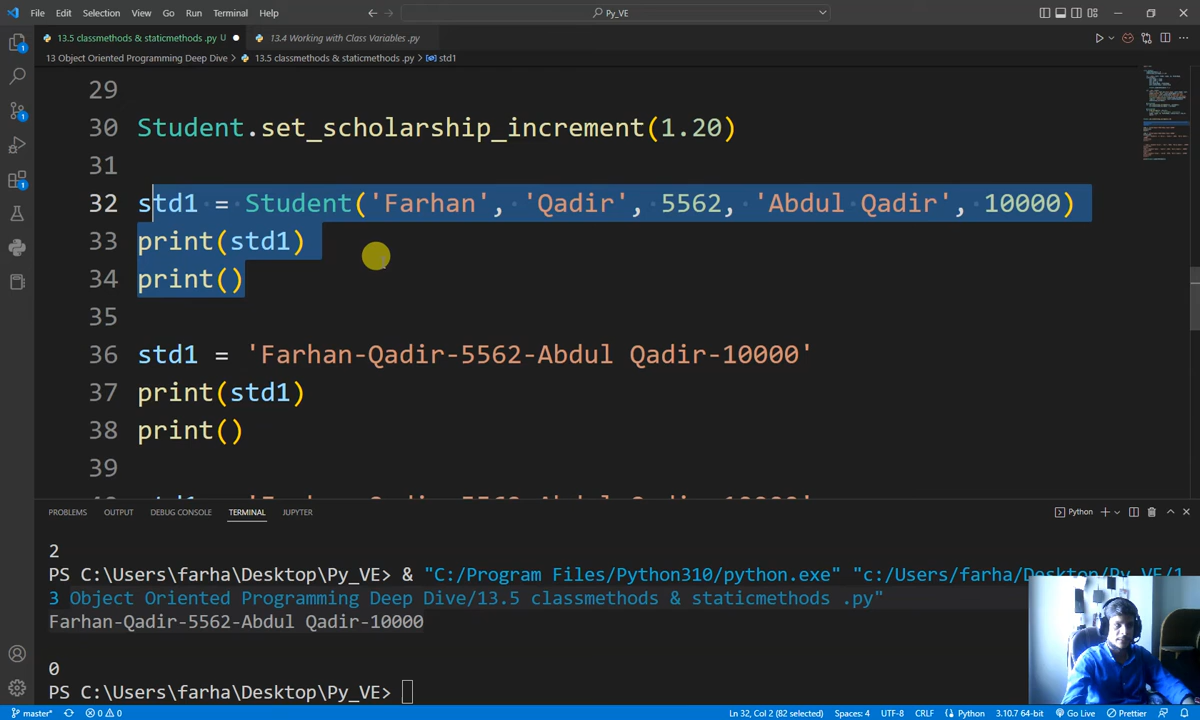 File Edit Selection View Go Run Terminal Help
Py_VE
13.5 classmethods & staticmethods .py U
13.4 Working with Class Variables .py
13 Object Oriented Programming Deep Dive > 13.5 classmethods & staticmethods .py > std1
29
30 Student.set_scholarship_increment(1.20)
31
32 std1 = Student('Farhan', 'Qadir', 5562, 'Abdul Qadir', 10000)
33 print(std1)
34 print()
35
36 std1 = 'Farhan-Qadir-5562-Abdul Qadir-10000'
37 print(std1)
38 print()
39
PROBLEMS OUTPUT DEBUG CONSOLE TERMINAL JUPYTER
Python
2
PS C:\Users\farha\Desktop\Py_VE> & "C:/Program Files/Python310/python.exe" "c:/Users/farha/Desktop/Py_VE/1
3 Object Oriented Programming Deep Dive/13.5 classmethods & staticmethods .py"
Farhan-Qadir-5562-Abdul Qadir-10000
0
PS C:\Users\farha\Desktop\Py_VE>
master* 0 0 Ln 32, Col 2 (82 selected) Spaces: 4 UTF-8 CRLF Python 3.10.7 64-bit Go Live Prettier